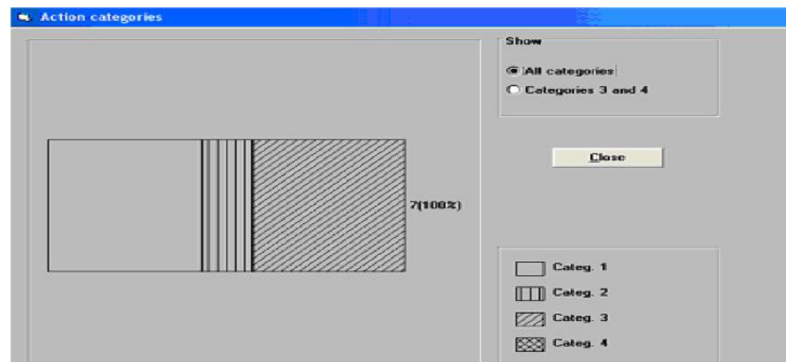 Action categories
Show
All categories
Categories 3 and 4
Close
7(100%)
Categ. 1
Categ. 2
Categ. 3
Categ. 4